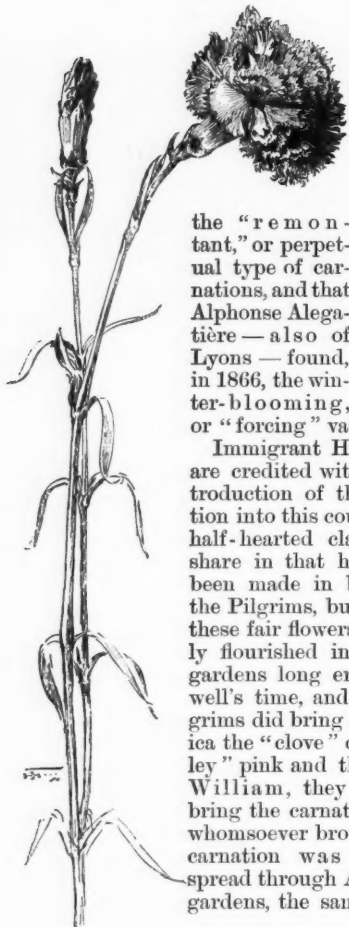 the “remon-
tant,” or perpet-
ual type of car-
nations, and that
Alphonse Alega-
tière — also of
Lyons — found,
in 1866, the win-
ter-blooming,
or “forcing” va
Immigrant H
are credited wit
troduction of th
tion into this cou
half-hearted cla
share in that h
been made in b
the Pilgrims, bu
these fair flowers
ly flourished in
gardens long er
well's time, and
grims did bring
ica the “clove” o
ley” pink and th
William, they
bring the carnat
whomsoever bro
carnation was
spread through A
gardens, the san